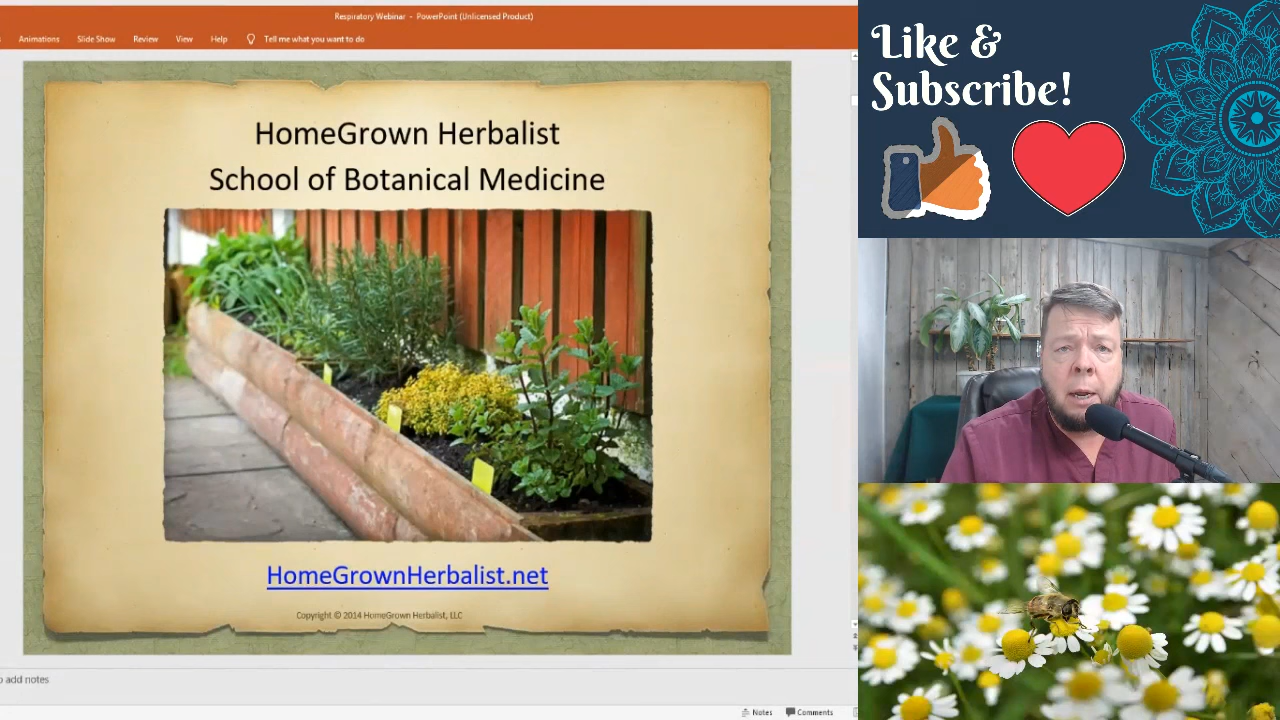 Respiratory Webinar - PowerPoint (Unlicensed Product)
Animations Slide Show Review View Help Tell me what you want to do
HomeGrown Herbalist
School of Botanical Medicine
HomeGrownHerbalist.net
Copyright © 2014 HomeGrown Herbalist, LLC
add notes
Notes Comments
Like &
Subscribe!